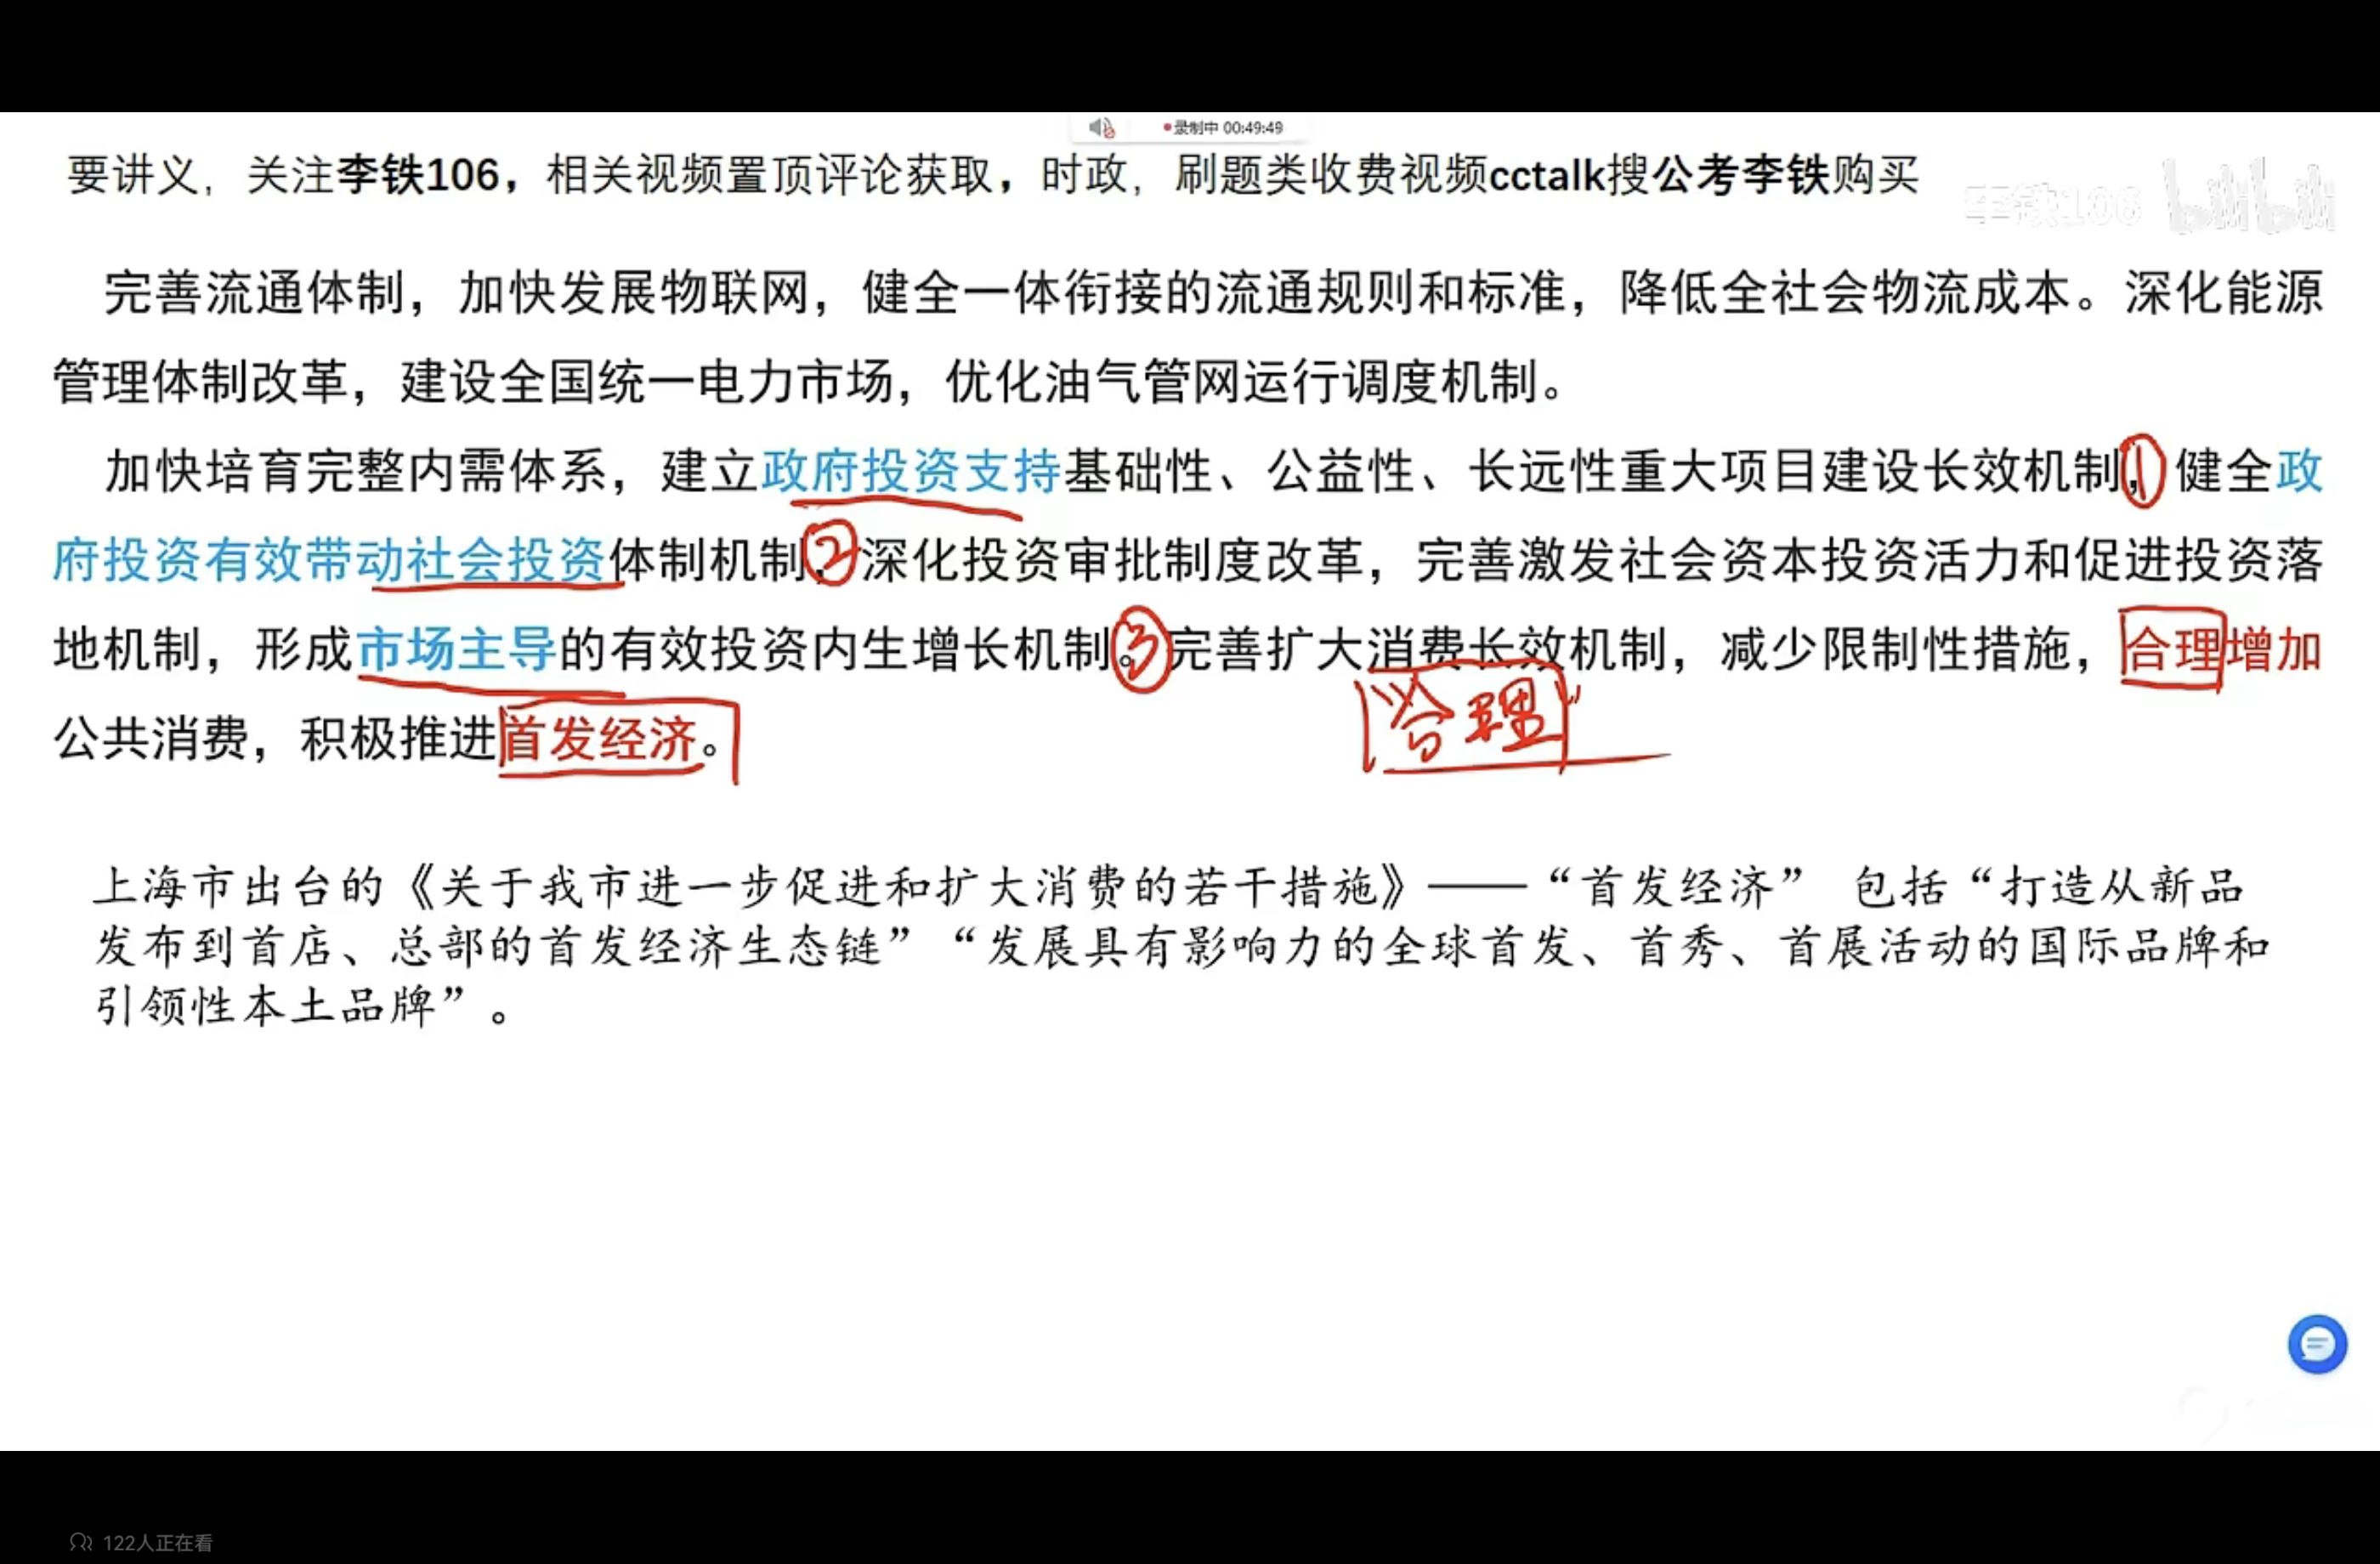 录制中 00:49:49
要讲义，关注李铁106，相关视频置顶评论获取，时政，刷题类收费视频cctalk搜公考李铁购买
李铁106 bilibili
完善流通体制，加快发展物联网，健全一体衔接的流通规则和标准，降低全社会物流成本。深化能源
管理体制改革，建设全国统一电力市场，优化油气管网运行调度机制。
加快培育完整内需体系，建立政府投资支持基础性、公益性、长远性重大项目建设长效机制，① 健全政
府投资有效带动社会投资体制机制，② 深化投资审批制度改革，完善激发社会资本投资活力和促进投资落
地机制，形成市场主导的有效投资内生增长机制。③ 完善扩大消费长效机制，减少限制性措施，合理增加
公共消费，积极推进首发经济。
合理
上海市出台的《关于我市进一步促进和扩大消费的若干措施》——“首发经济” 包括“打造从新品
发布到首店、总部的首发经济生态链”“发展具有影响力的全球首发、首秀、首展活动的国际品牌和
引领性本土品牌”。
122人正在看